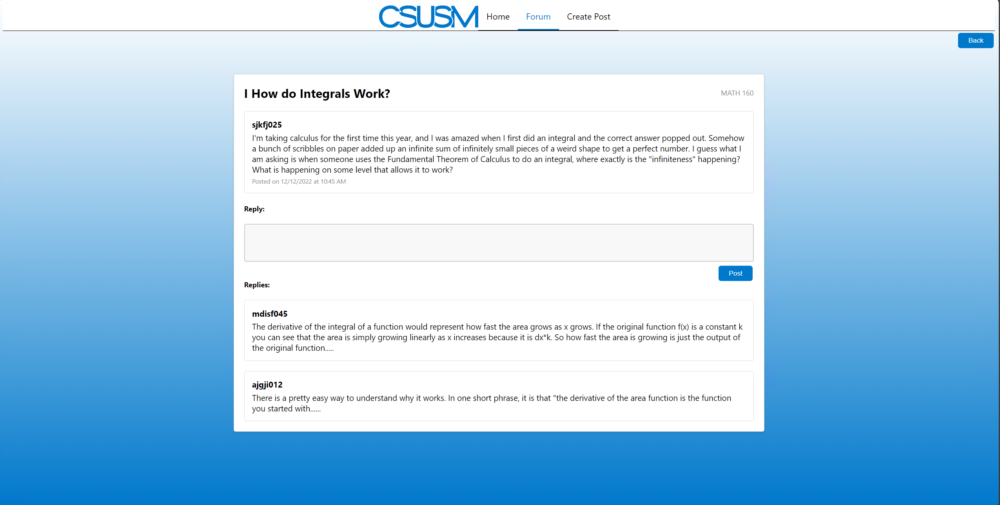 CSUSM Home Forum Create Post
Back
I How do Integrals Work?
MATH 160
sjkfj025
I'm taking calculus for the first time this year, and I was amazed when I first did an integral and the correct answer popped out. Somehow
a bunch of scribbles on paper added up an infinite sum of infinitely small pieces of a weird shape to get a perfect number. I guess what I
am asking is when someone uses the Fundamental Theorem of Calculus to do an integral, where exactly is the "infiniteness" happening?
What is happening on some level that allows it to work?
Posted on 12/12/2022 at 10:45 AM
Reply:
Post
Replies:
mdisf045
The derivative of the integral of a function would represent how fast the area grows as x grows. If the original function f(x) is a constant k
you can see that the area is simply growing linearly as x increases because it is dx*k. So how fast the area is growing is just the output of
the original function.....
ajgji012
There is a pretty easy way to understand why it works. In one short phrase, it is that "the derivative of the area function is the function
you started with......